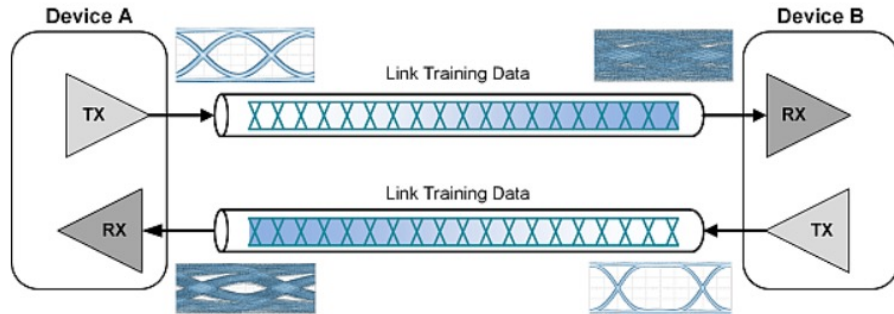 Device A
Device B
Link Training Data
TX
RX
Link Training Data
RX
TX